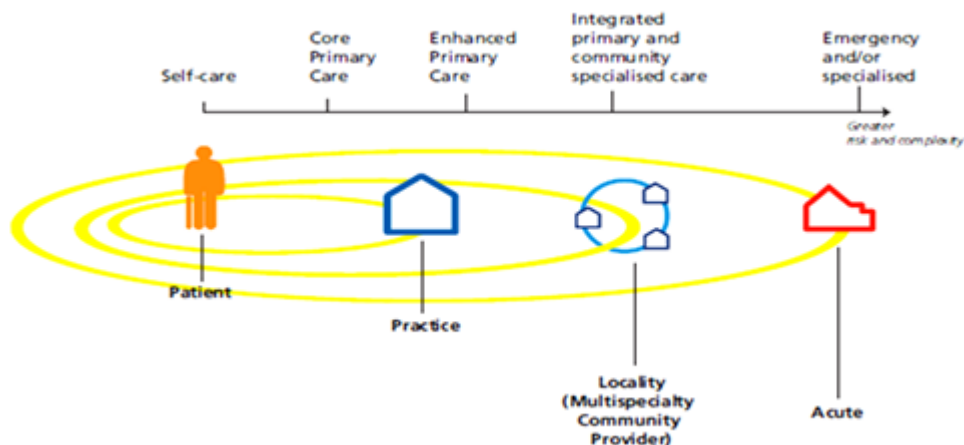 Self-care
Core
Primary
Care
Enhanced
Primary
Care
Integrated
primary and
community
specialised care
Emergency
and/or
specialised
Greater
risk and complexity
Patient
Practice
Locality
(Multispecialty
Community
Provider)
Acute